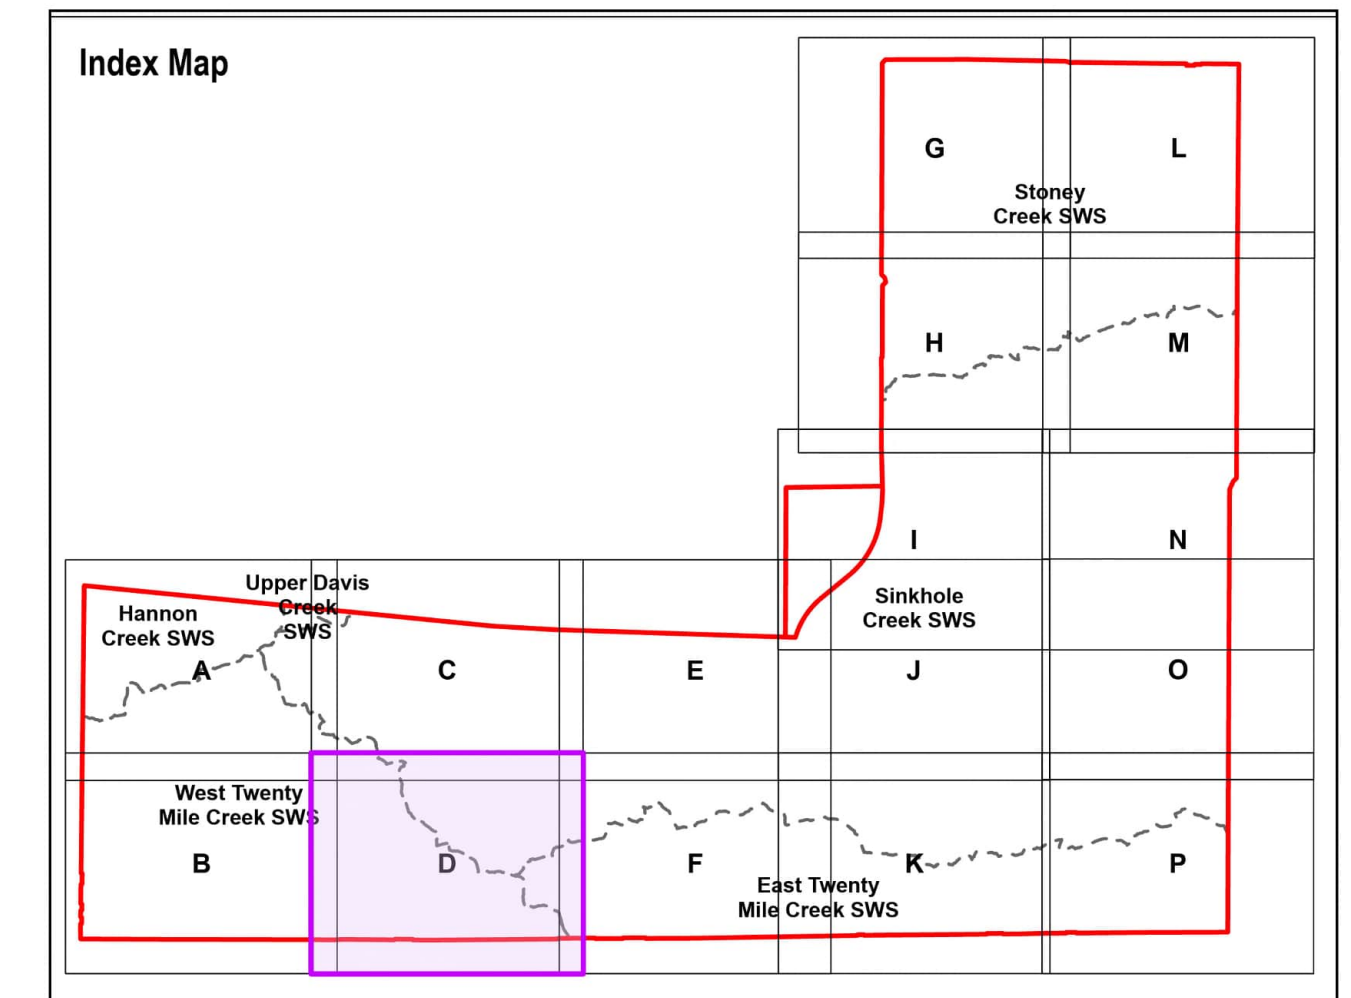 Index Map
G
L
Stoney
Creek SWS
H
M
I
N
Upper Davis
Creek
SWS
Hannon
Creek SWS
Sinkhole
Creek SWS
A
C
E
J
O
West Twenty
Mile Creek SWS
B
D
F
K
P
East Twenty
Mile Creek SWS